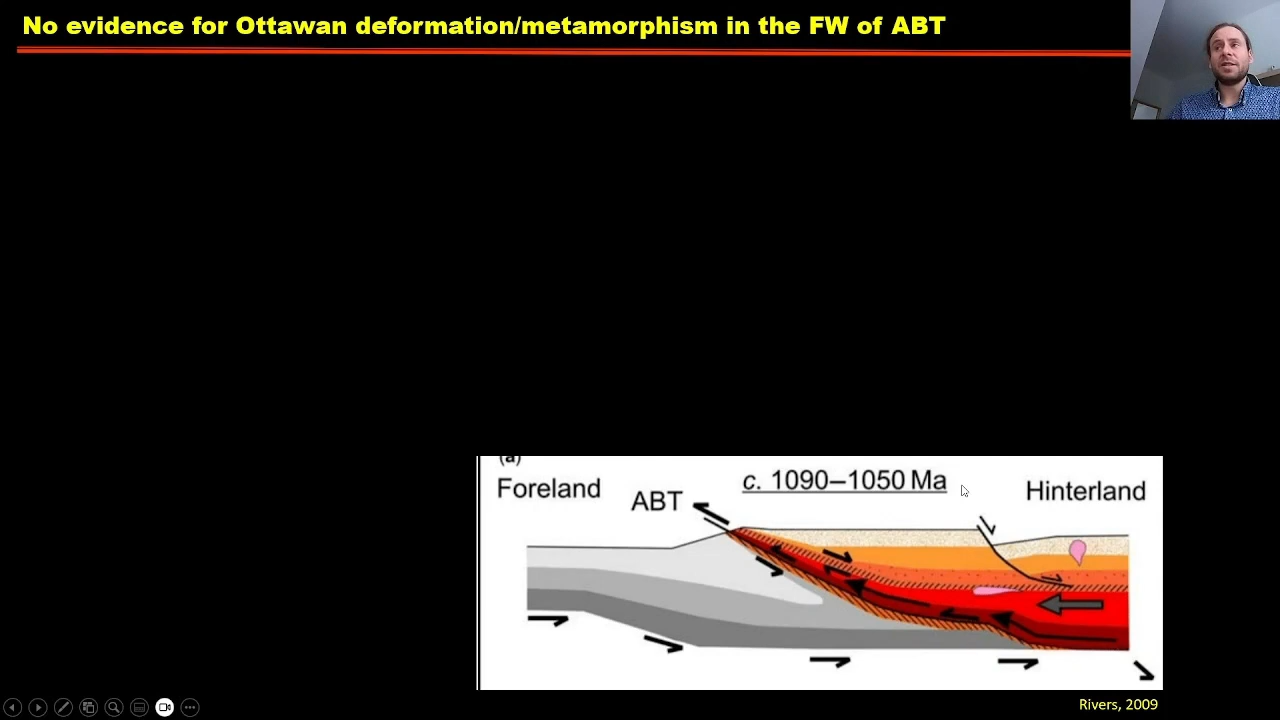 No evidence for Ottawan deformation/metamorphism in the FW of ABT
(a)
Foreland
ABT
c. 1090–1050 Ma
Hinterland
Rivers, 2009